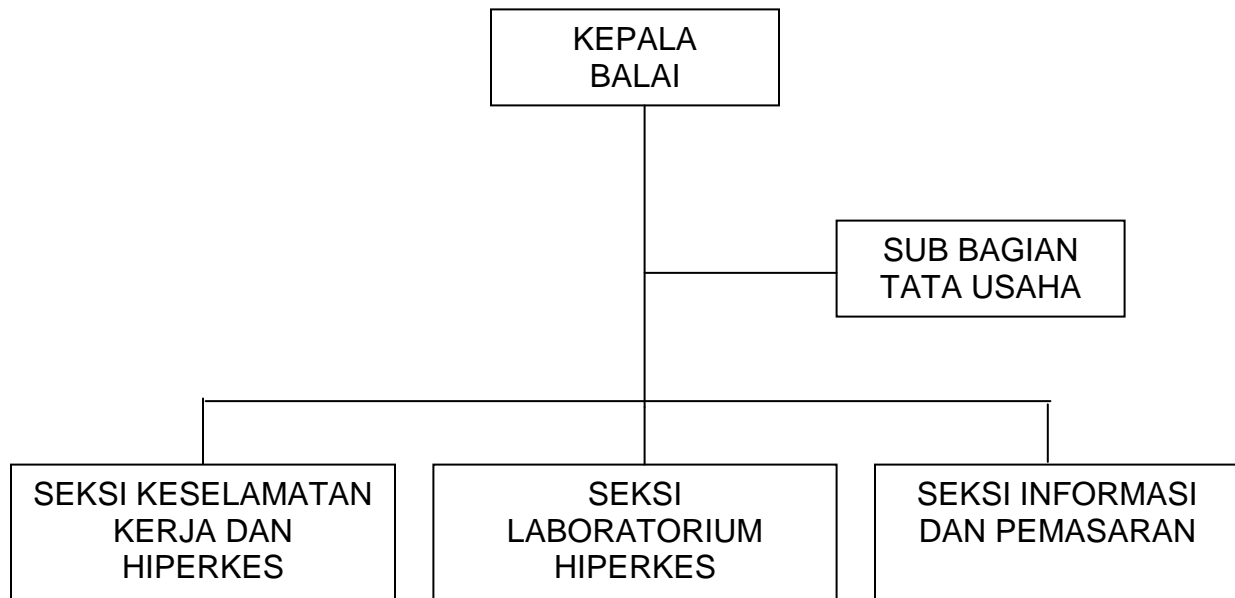 KEPALA
BALAI
SUB BAGIAN
TATA USAHA
SEKSI KESELAMATAN
KERJA DAN
HIPERKES
SEKSI
LABORATORIUM
HIPERKES
SEKSI INFORMASI
DAN PEMASARAN